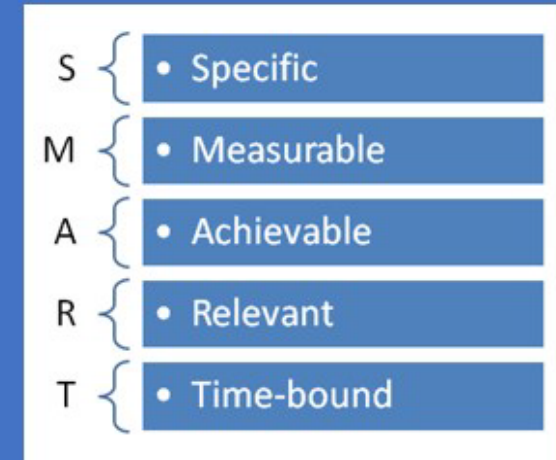 S { • Specific
M { • Measurable
A { • Achievable
R { • Relevant
T { • Time-bound